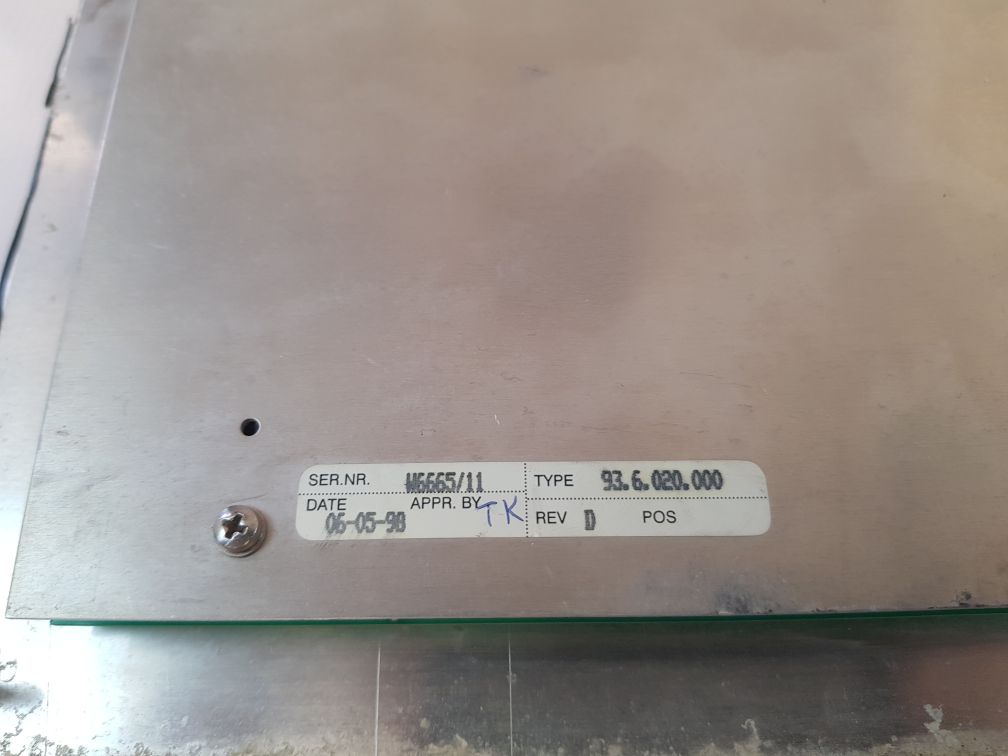 SER.NR. W6665/11
TYPE 93.6.020.000
DATE 06-05-98
APPR. BY TK
REV D
POS